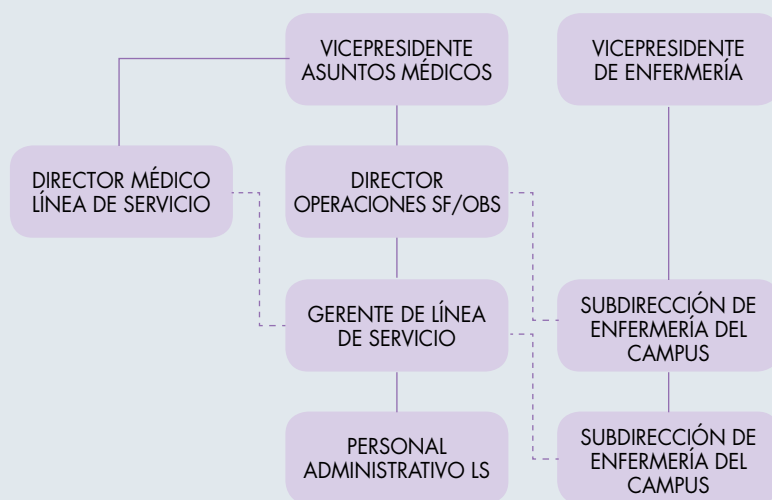 VICEPRESIDENTE
ASUNTOS MÉDICOS
VICEPRESIDENTE
DE ENFERMERÍA
DIRECTOR MÉDICO
LÍNEA DE SERVICIO
DIRECTOR
OPERACIONES SF/OBS
GERENTE DE LÍNEA
DE SERVICIO
SUBDIRECCIÓN DE
ENFERMERÍA DEL
CAMPUS
PERSONAL
ADMINISTRATIVO LS
SUBDIRECCIÓN DE
ENFERMERÍA DEL
CAMPUS